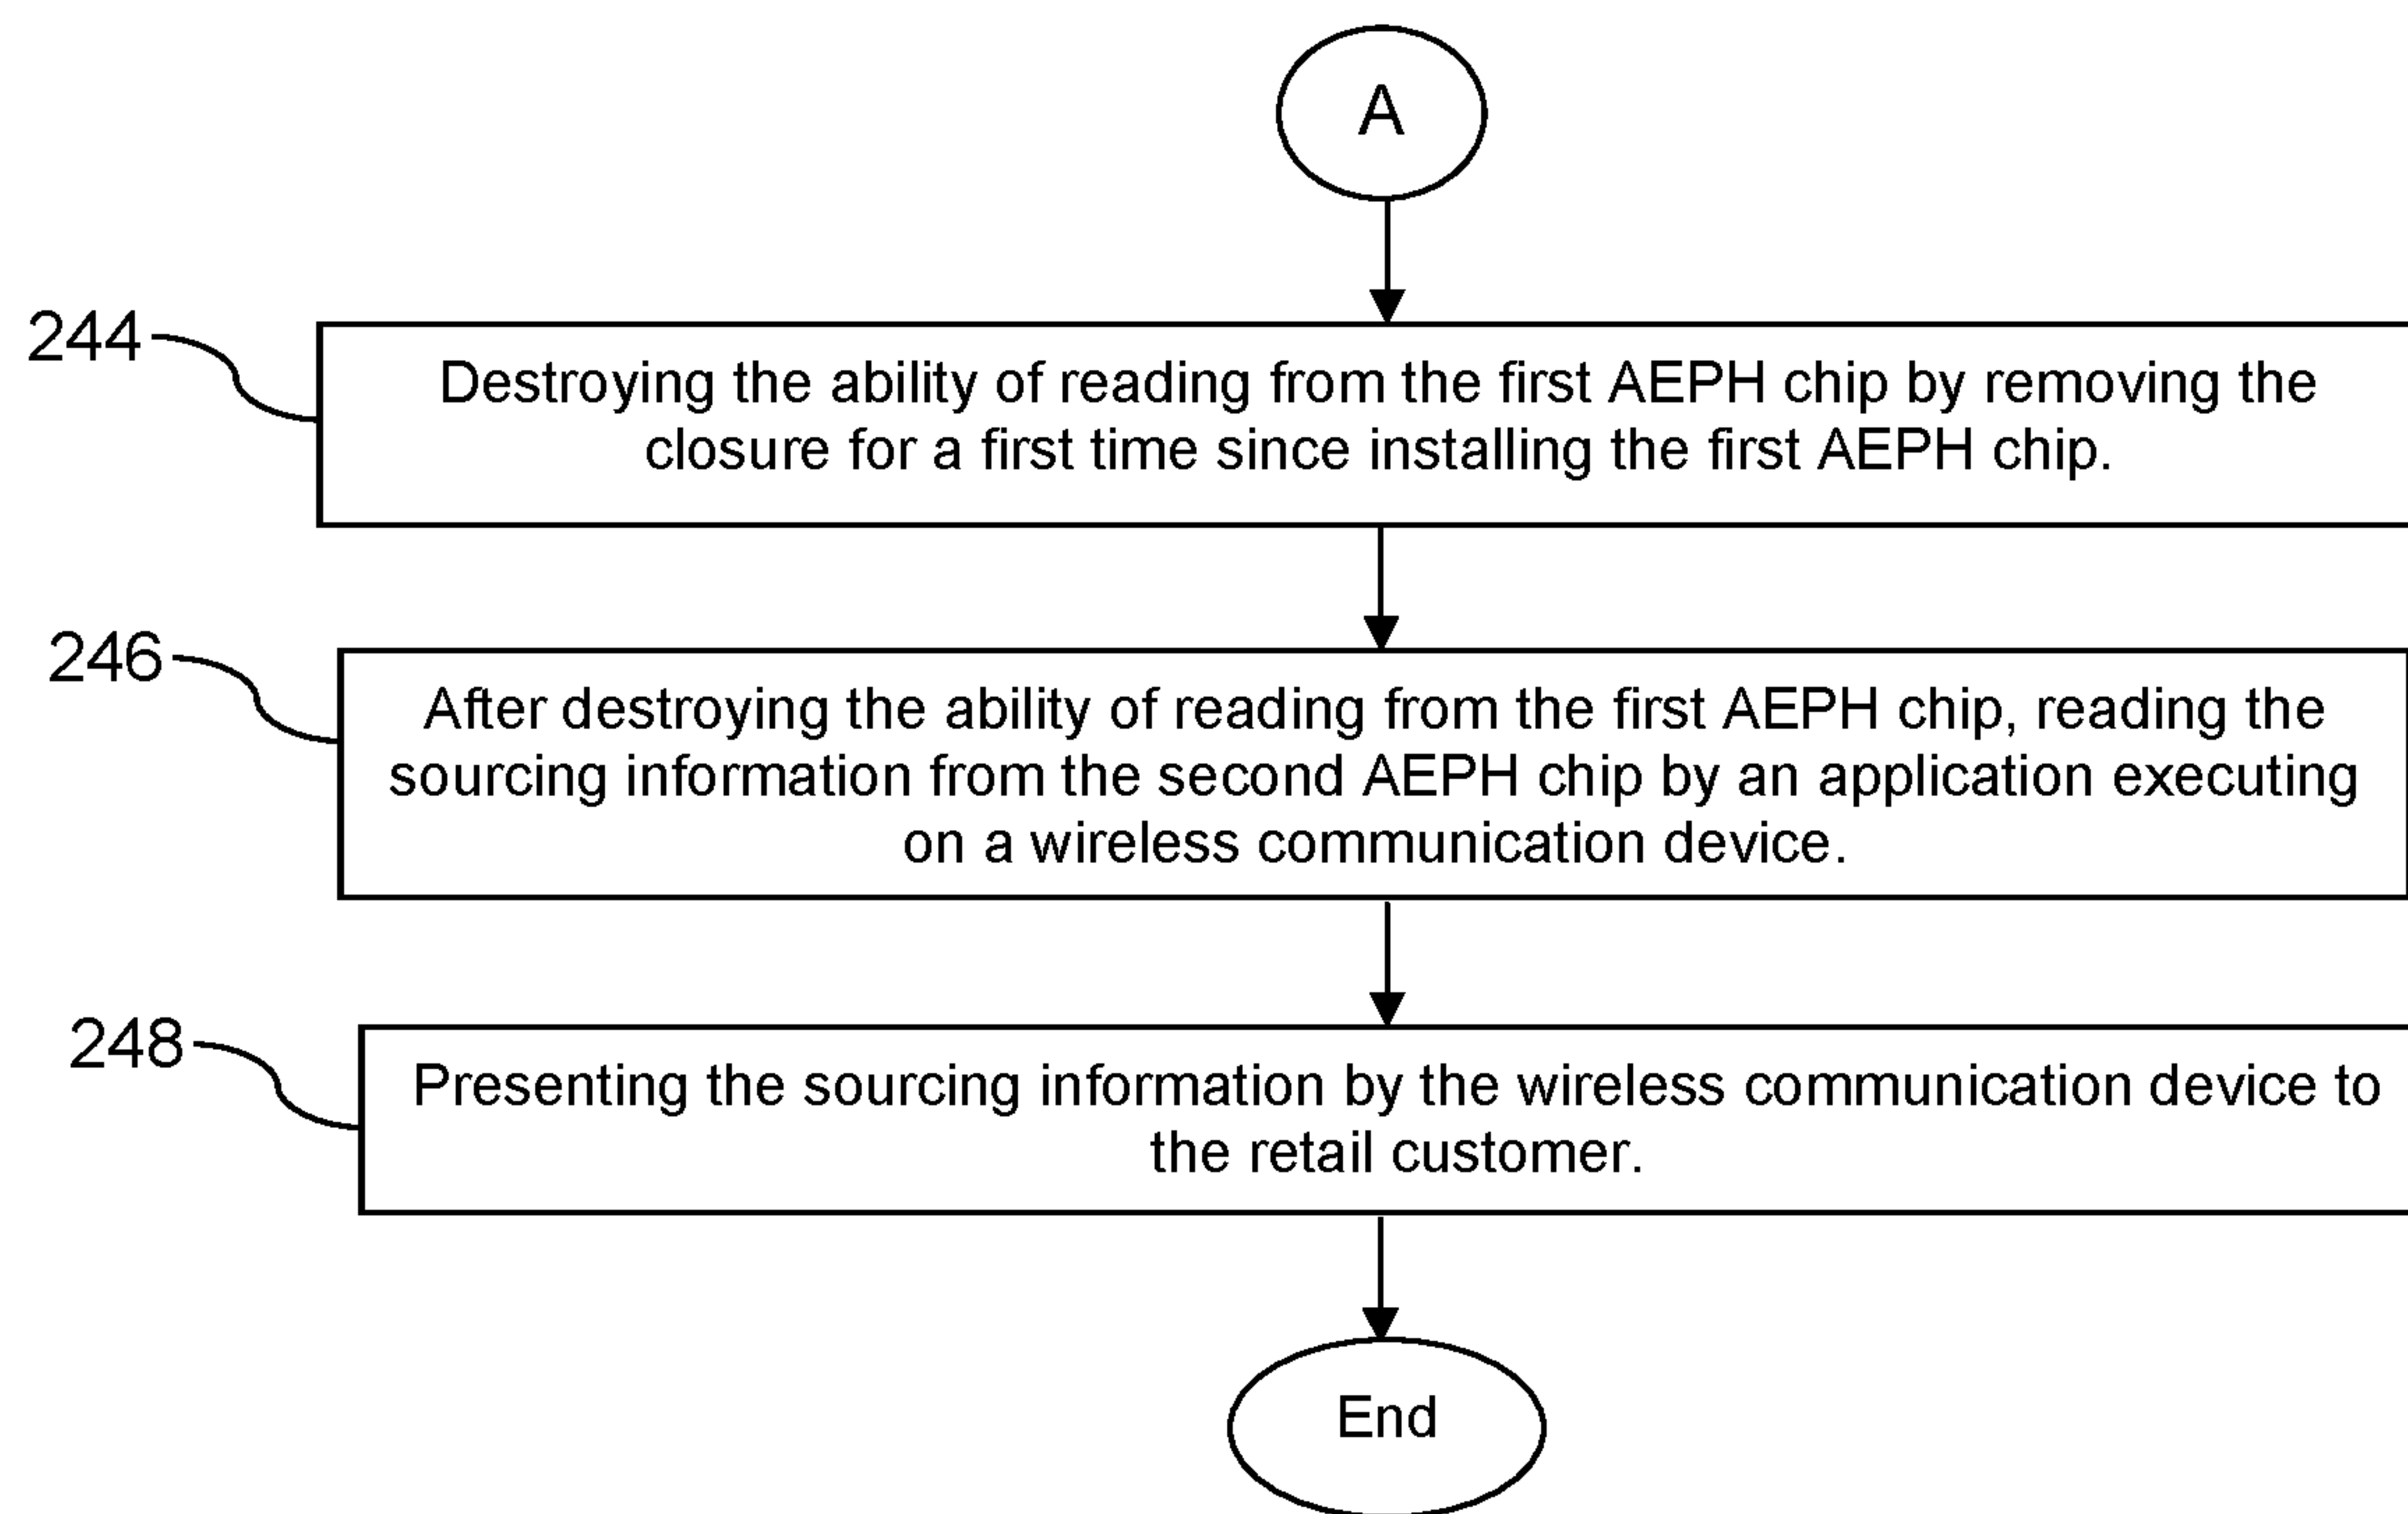 A
244
Destroying the ability of reading from the first AEPH chip by removing the
closure for a first time since installing the first AEPH chip.
246
After destroying the ability of reading from the first AEPH chip, reading the
sourcing information from the second AEPH chip by an application executing
on a wireless communication device.
248
Presenting the sourcing information by the wireless communication device to
the retail customer.
End